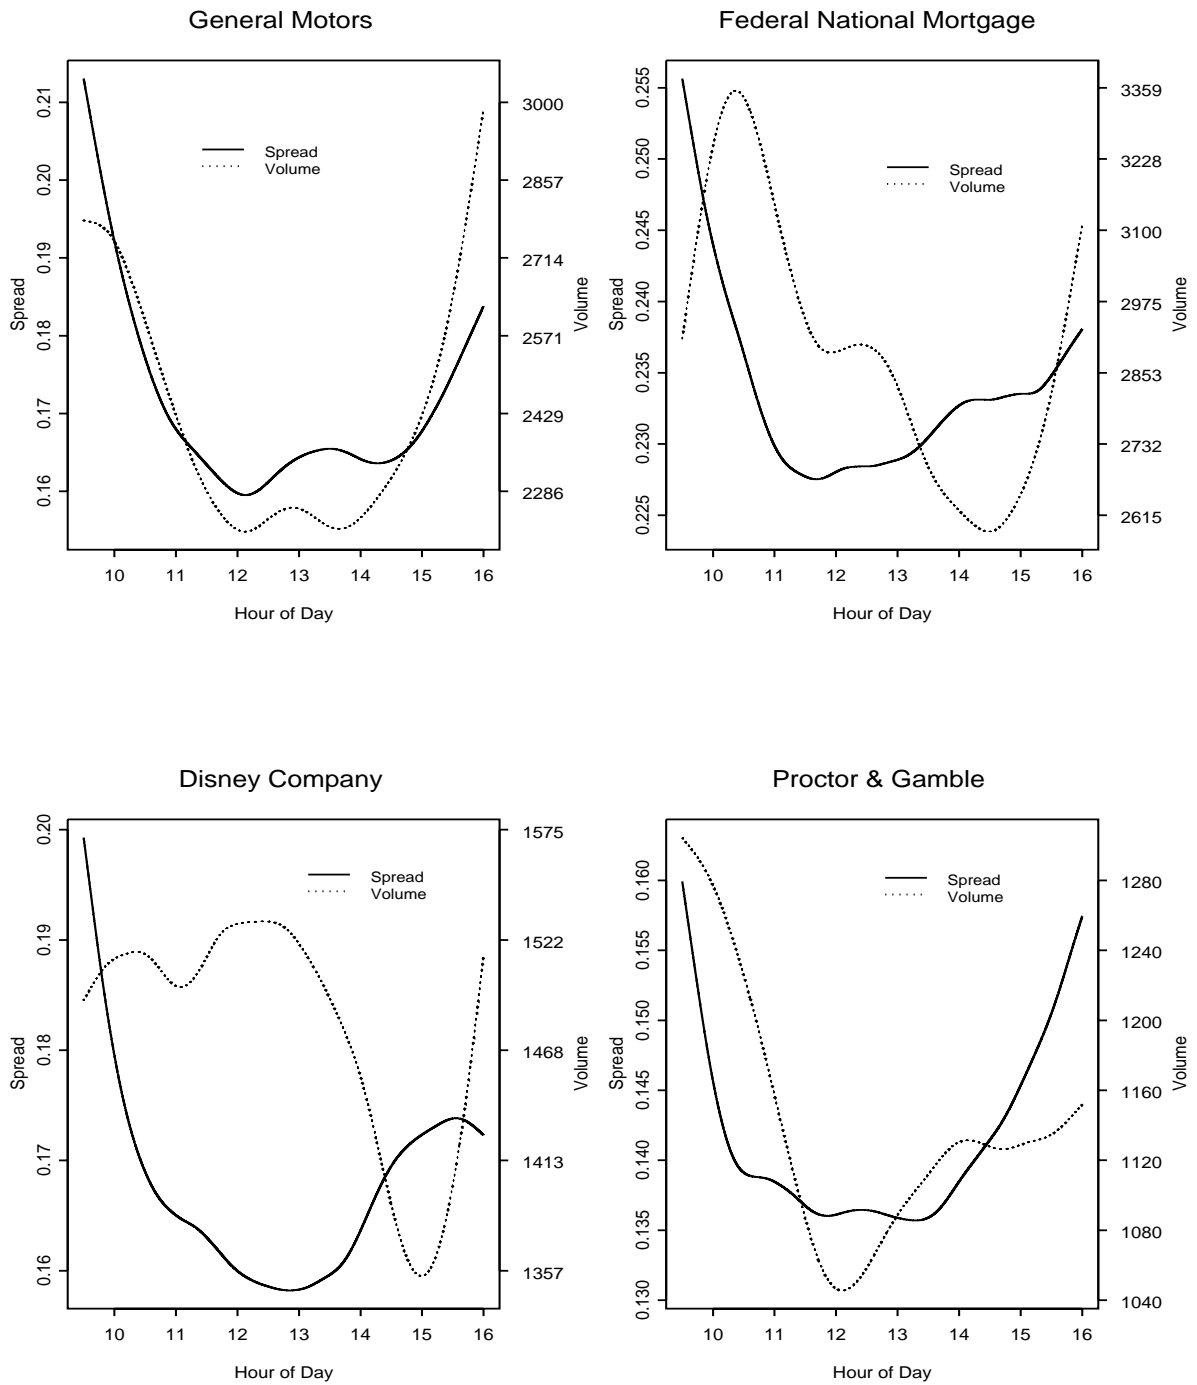 General Motors
Spread
0.16 0.17 0.18 0.19 0.20 0.21
Spread
Volume
3000
2857
2714
2571
2429
2286
Volume
10 11 12 13 14 15 16
Hour of Day
Federal National Mortgage
Spread
0.225 0.230 0.235 0.240 0.245 0.250 0.255
Spread
Volume
3359
3228
3100
2975
2853
2732
2615
Volume
10 11 12 13 14 15 16
Hour of Day
Disney Company
Spread
0.16 0.17 0.18 0.19 0.20
Spread
Volume
1575
1522
1468
1413
1357
Volume
10 11 12 13 14 15 16
Hour of Day
Proctor & Gamble
Spread
0.130 0.135 0.140 0.145 0.150 0.155 0.160
Spread
Volume
1280
1240
1200
1160
1120
1080
1040
Volume
10 11 12 13 14 15 16
Hour of Day